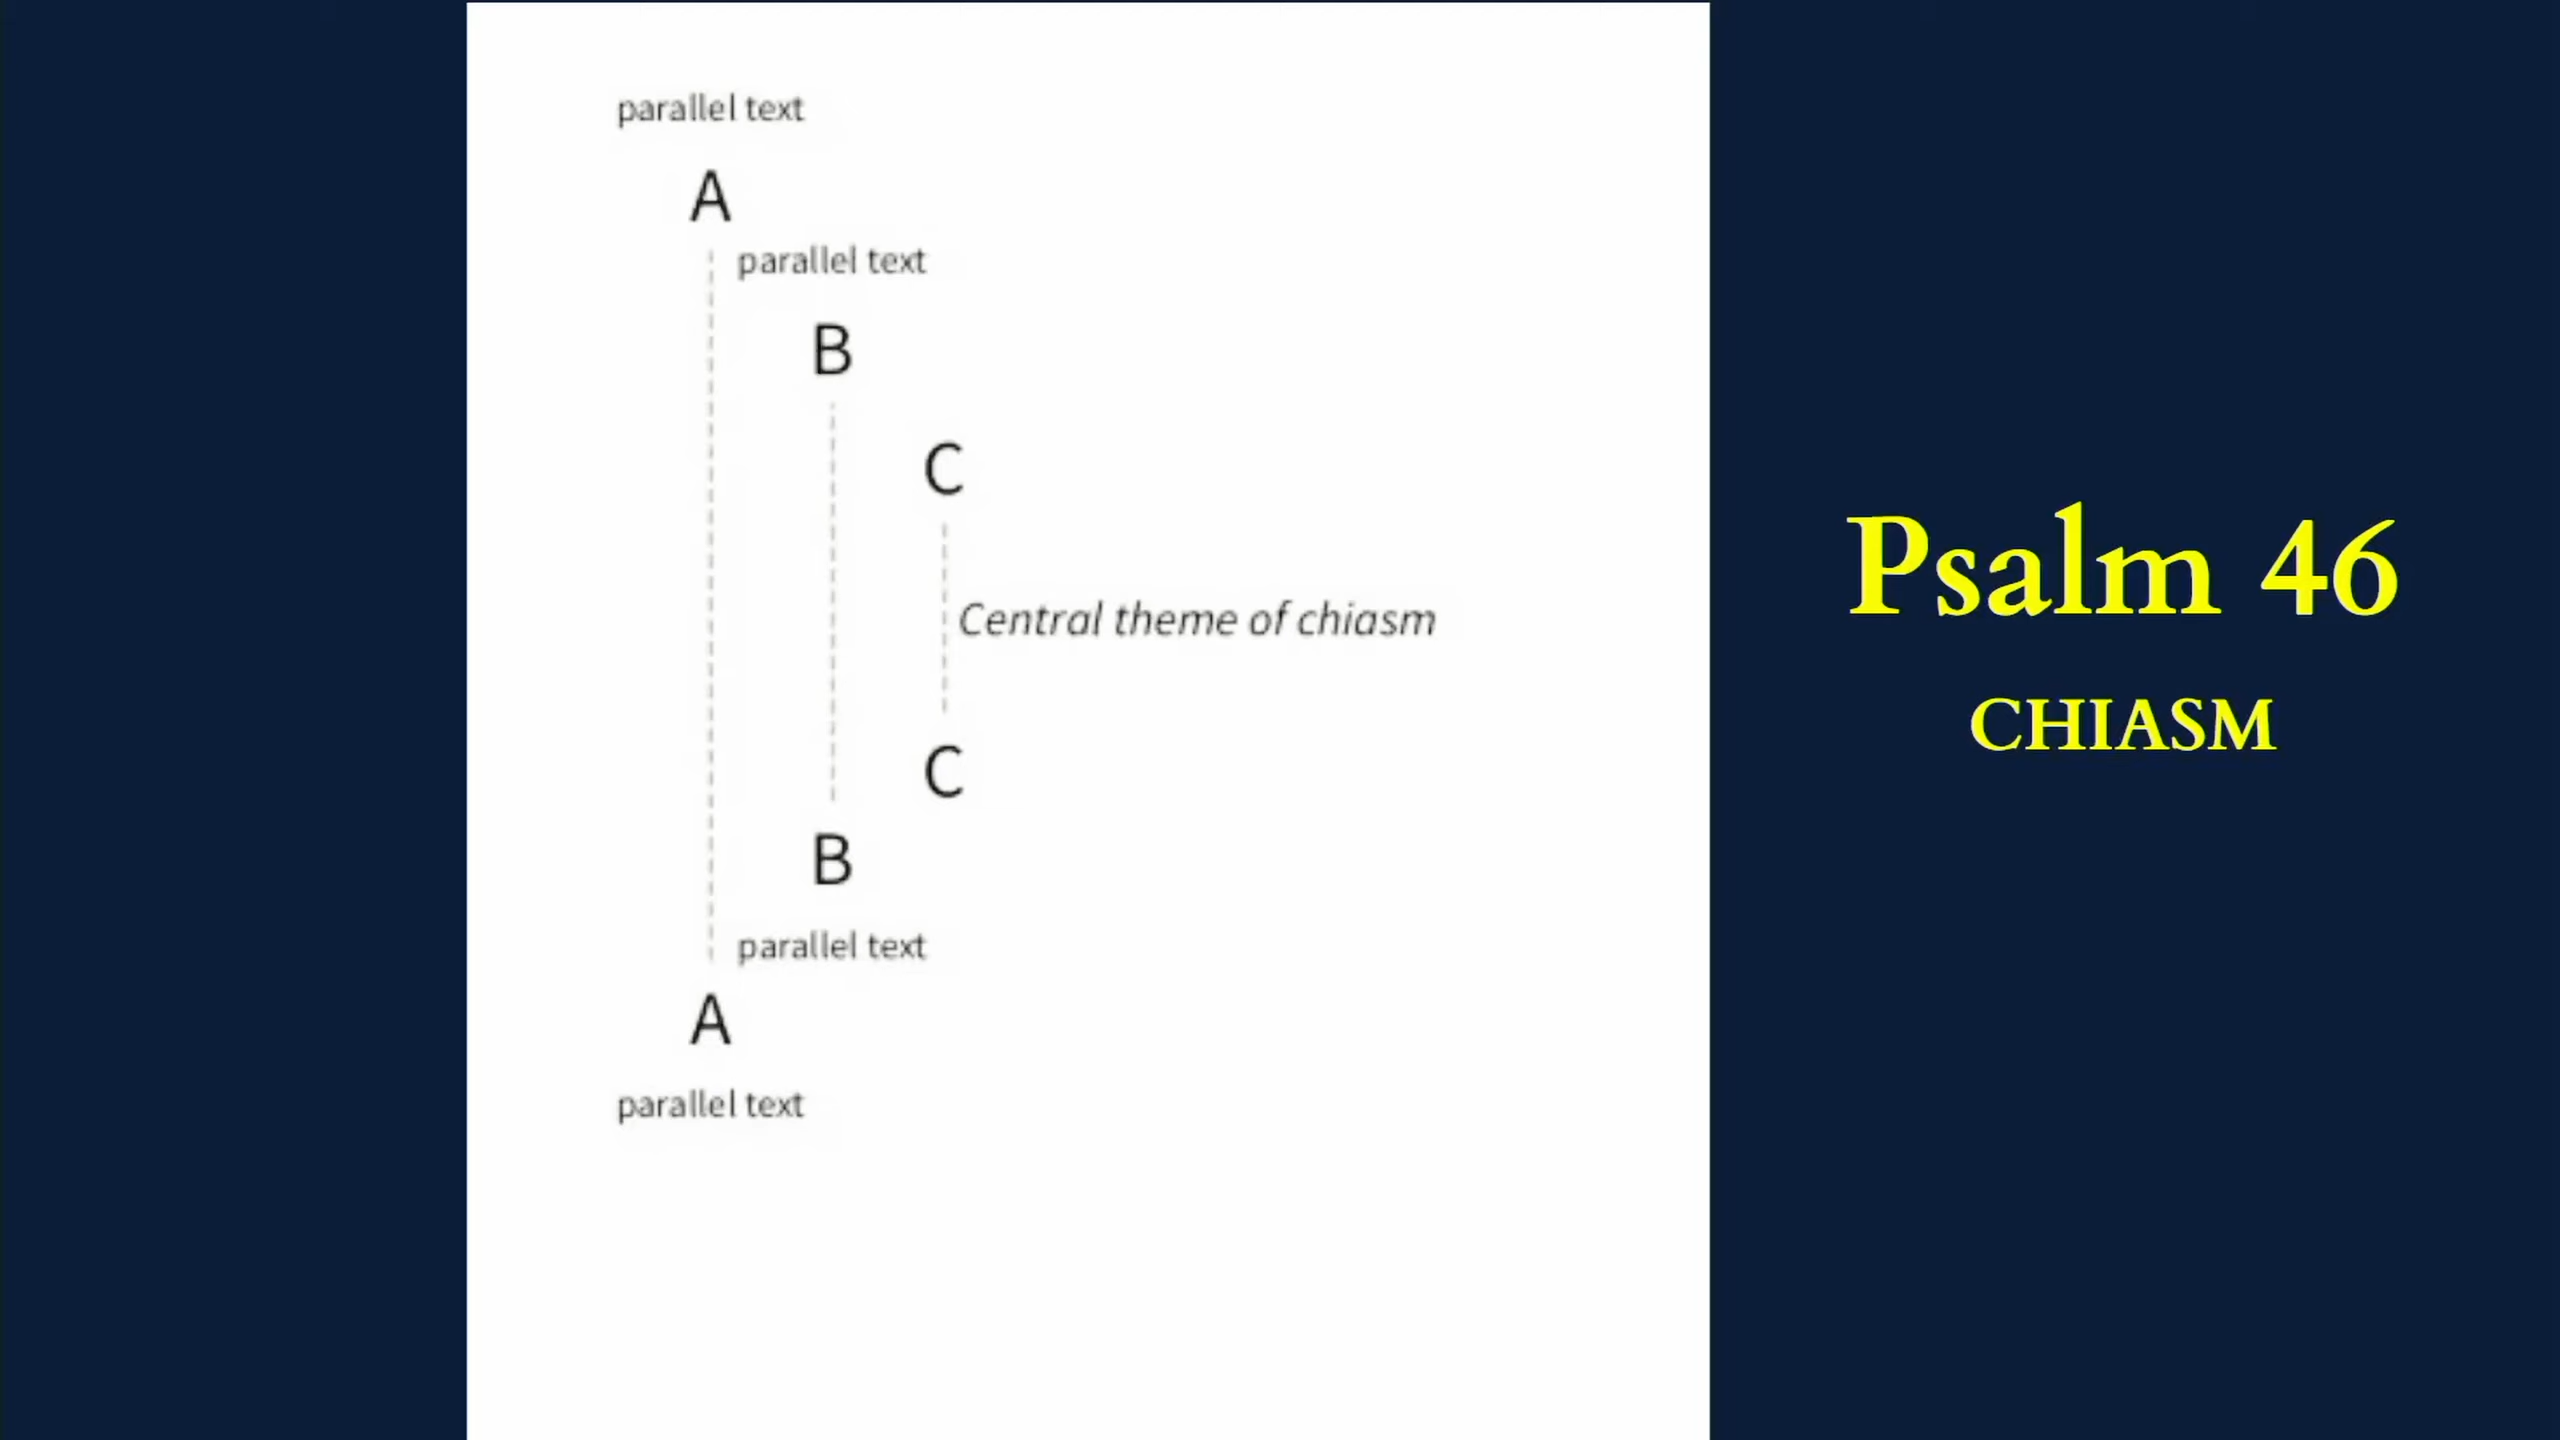 parallel text
A
parallel text
B
C
Central theme of chiasm
C
B
parallel text
A
parallel text
Psalm 46
CHIASM